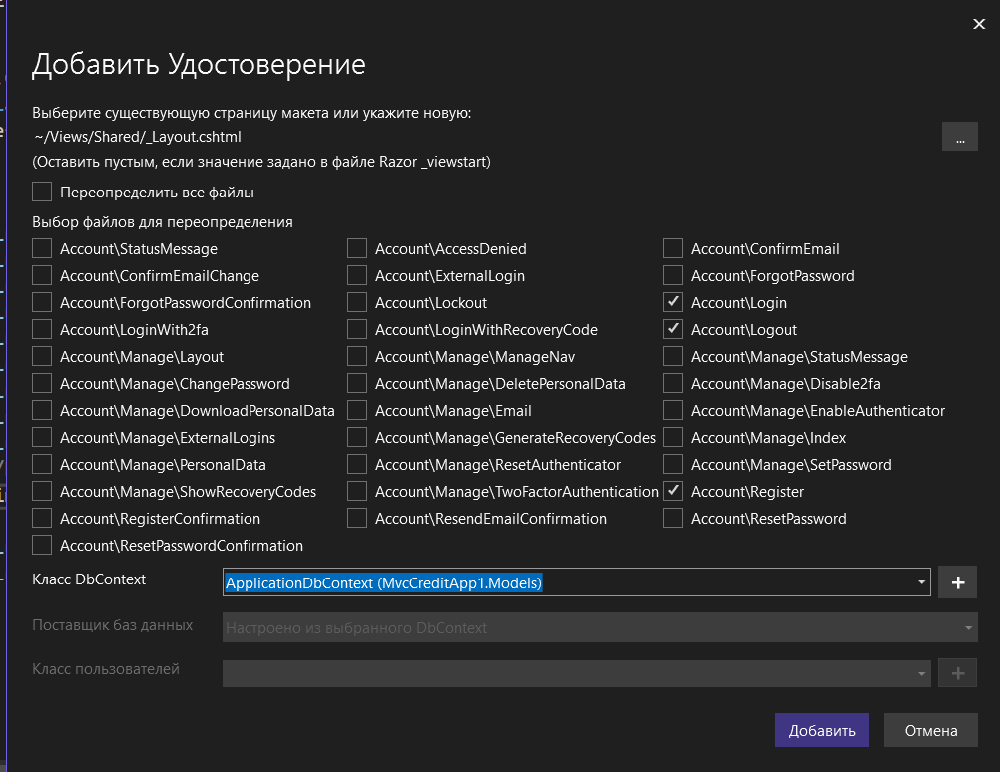 Добавить Удостоверение
Выберите существующую страницу макета или укажите новую:
~/Views/Shared/_Layout.cshtml
...
(Оставить пустым, если значение задано в файле Razor _viewstart)
Переопределить все файлы
Выбор файлов для переопределения
Account\StatusMessage Account\AccessDenied Account\ConfirmEmail
Account\ConfirmEmailChange Account\ExternalLogin Account\ForgotPassword
Account\ForgotPasswordConfirmation Account\Lockout Account\Login
Account\LoginWith2fa Account\LoginWithRecoveryCode Account\Logout
Account\Manage\Layout Account\Manage\ManageNav Account\Manage\StatusMessage
Account\Manage\ChangePassword Account\Manage\DeletePersonalData Account\Manage\Disable2fa
Account\Manage\DownloadPersonalData Account\Manage\Email Account\Manage\EnableAuthenticator
Account\Manage\ExternalLogins Account\Manage\GenerateRecoveryCodes Account\Manage\Index
Account\Manage\PersonalData Account\Manage\ResetAuthenticator Account\Manage\SetPassword
Account\Manage\ShowRecoveryCodes Account\Manage\TwoFactorAuthentication Account\Register
Account\RegisterConfirmation Account\ResendEmailConfirmation Account\ResetPassword
Account\ResetPasswordConfirmation
Класс DbContext ApplicationDbContext (MvcCreditApp1.Models) +
Поставщик баз данных Настроено из выбранного DbContext
Класс пользователей +
Добавить Отмена